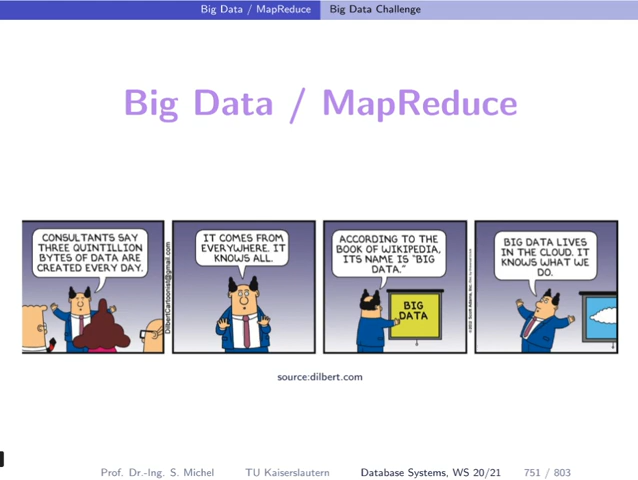 Big Data / MapReduce Big Data Challenge
Big Data / MapReduce
CONSULTANTS SAY
THREE QUINTILLION
BYTES OF DATA ARE
CREATED EVERY DAY.
DilbertCartoonist@gmail.com
IT COMES FROM
EVERYWHERE. IT
KNOWS ALL.
ACCORDING TO THE
BOOK OF WIKIPEDIA,
ITS NAME IS "BIG
DATA."
BIG
DATA
BIG DATA LIVES
IN THE CLOUD. IT
KNOWS WHAT WE
DO.
source:dilbert.com
Prof. Dr.-Ing. S. Michel TU Kaiserslautern Database Systems, WS 20/21 751 / 803